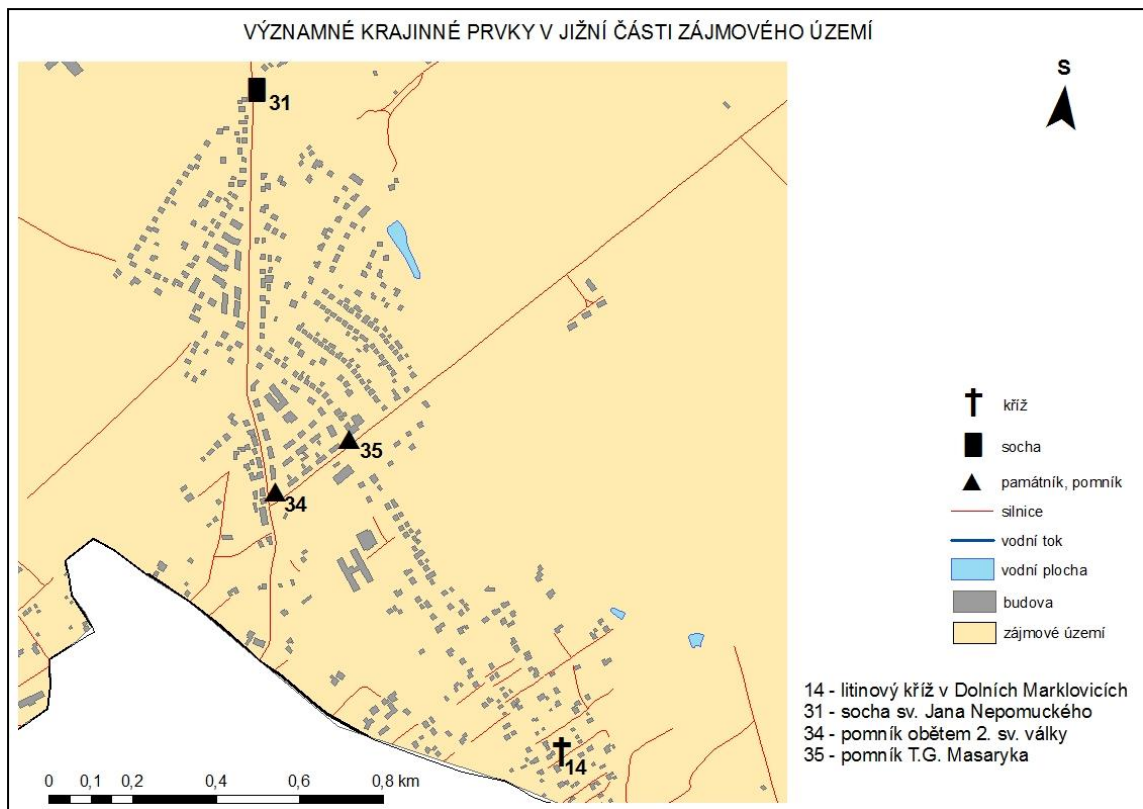 VÝZNAMNÉ KRAJINNÉ PRVKY V JIŽNÍ ČÁSTI ZÁJMOVÉHO ÚZEMÍ
S
31
35
34
14
kříž
socha
památník, pomník
silnice
vodní tok
vodní plocha
budova
zájmové území
14 - litinový kříž v Dolních Marklovicích
31 - socha sv. Jana Nepomuckého
34 - pomník obětem 2. sv. války
35 - pomník T.G. Masaryka
0 0,1 0,2 0,4 0,6 0,8 km